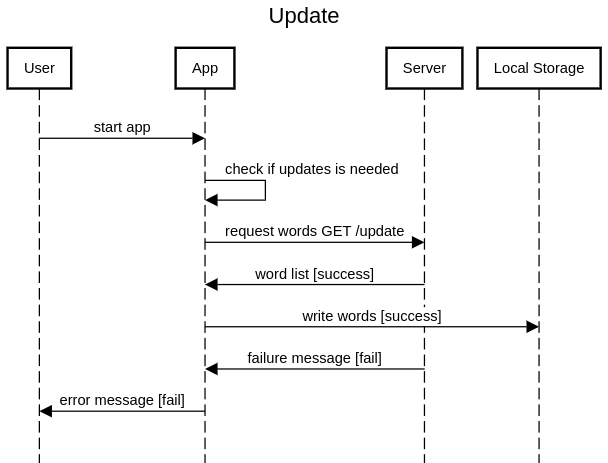 Update
User
App
Server
Local Storage
start app
check if updates is needed
request words GET /update
word list [success]
write words [success]
failure message [fail]
error message [fail]